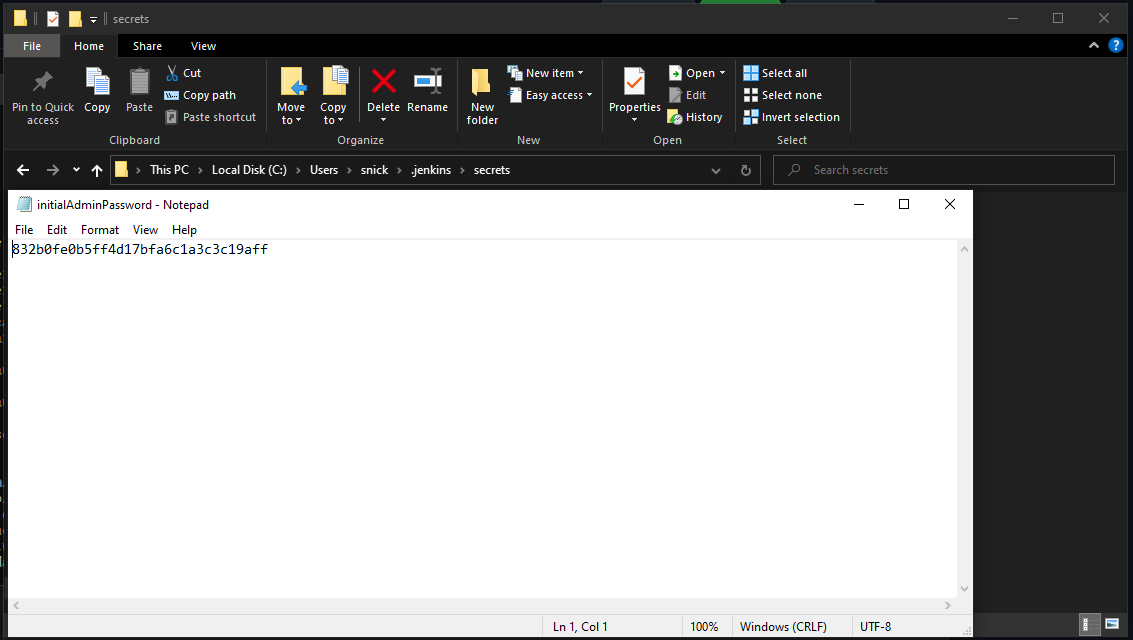 secrets
File Home Share View
Pin to Quick access
Copy
Paste
Cut
Copy path
Paste shortcut
Clipboard
Move to
Copy to
Delete
Rename
Organize
New folder
New item
Easy access
New
Properties
Open
Edit
History
Open
Select all
Select none
Invert selection
Select
This PC > Local Disk (C:) > Users > snick > .jenkins > secrets
Search secrets
initialAdminPassword - Notepad
File Edit Format View Help
832b0fe0b5ff4d17bfa6c1a3c3c19aff
Ln 1, Col 1 100% Windows (CRLF) UTF-8